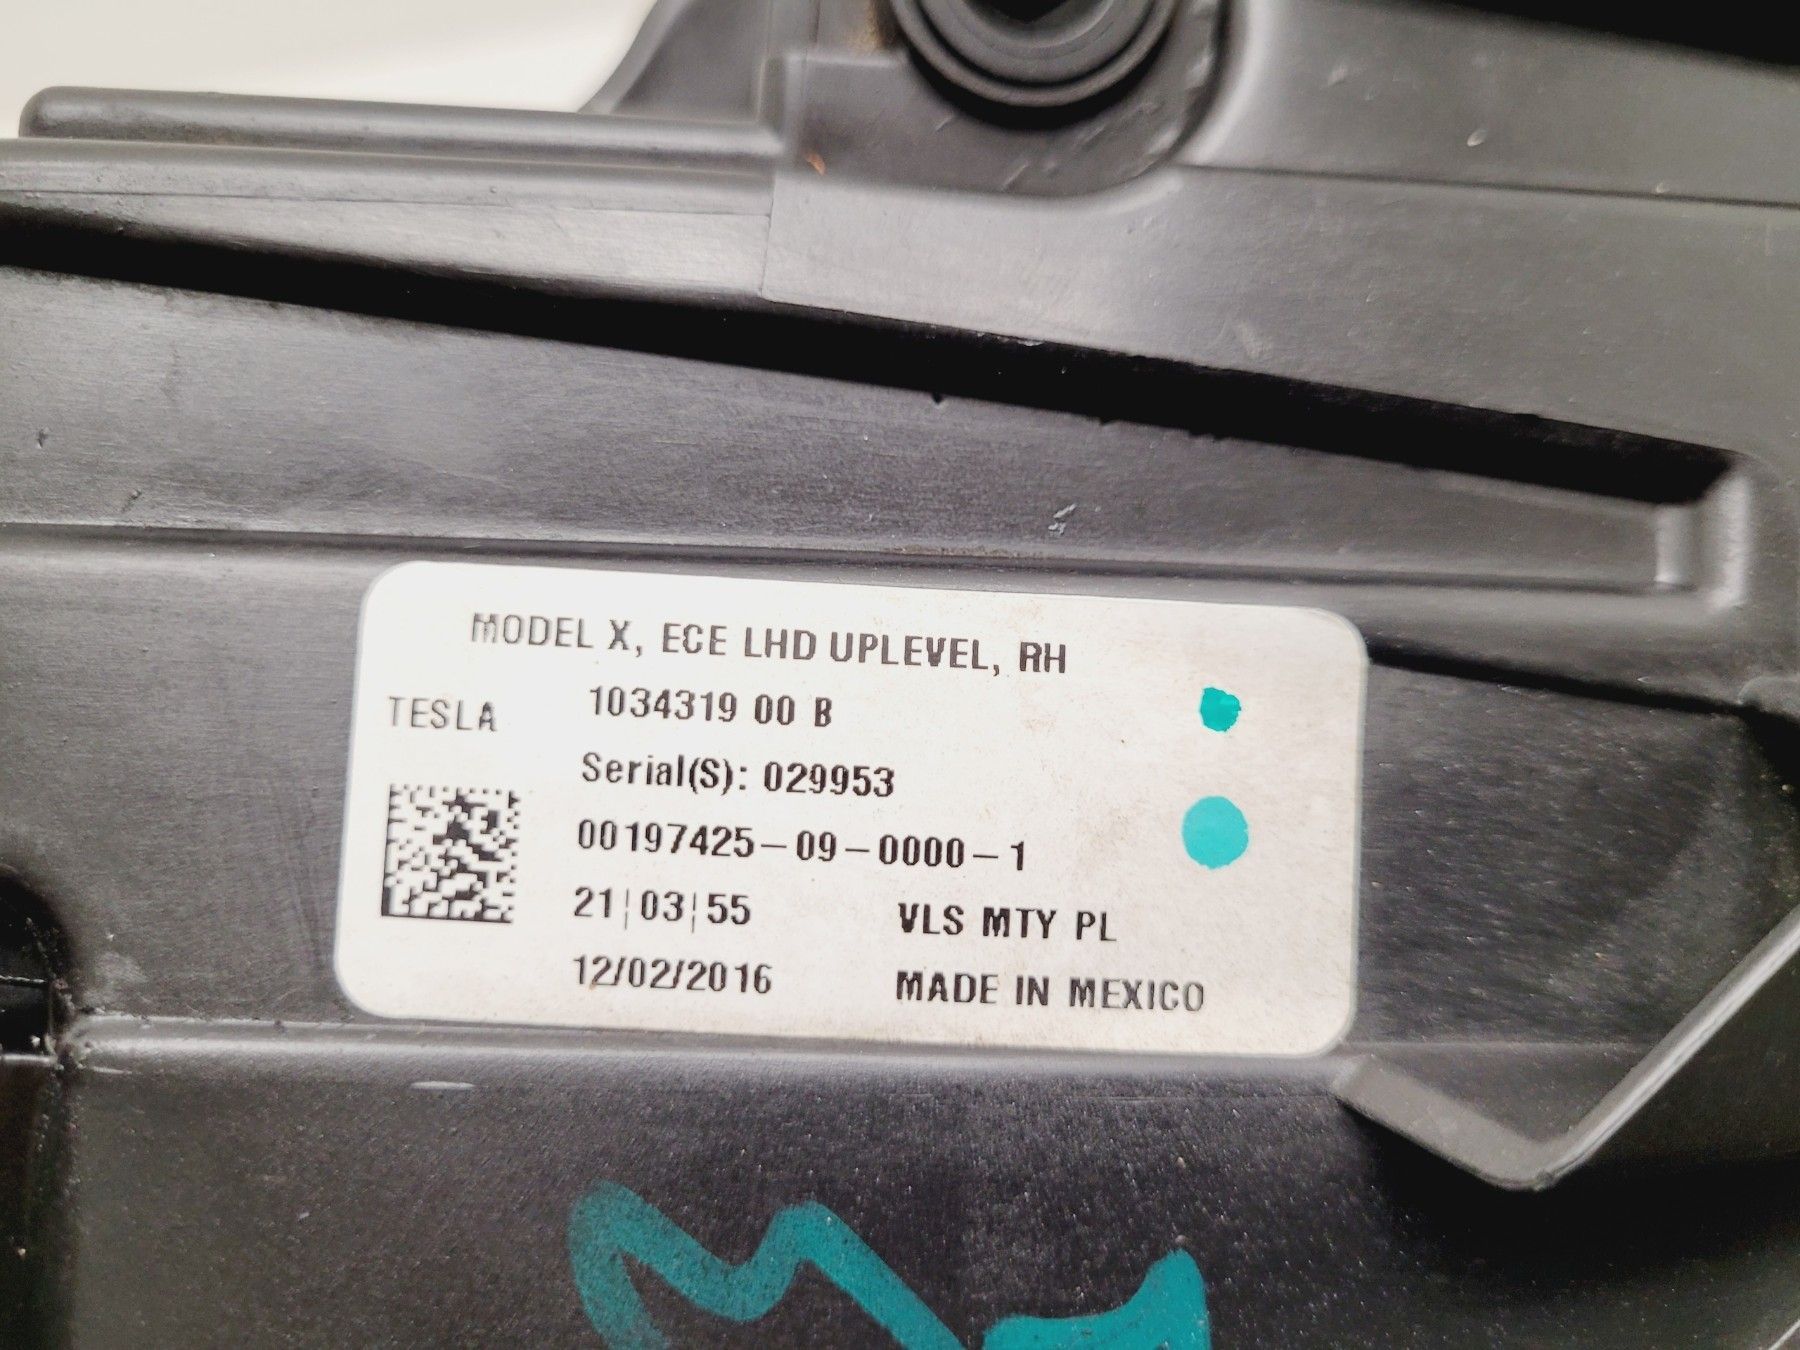 MODEL X, ECE LHD UPLEVEL, RH
TESLA 1034319 00 B
Serial(S): 029953
00197425-09-0000-1
21|03|55 VLS MTY PL
12/02/2016 MADE IN MEXICO